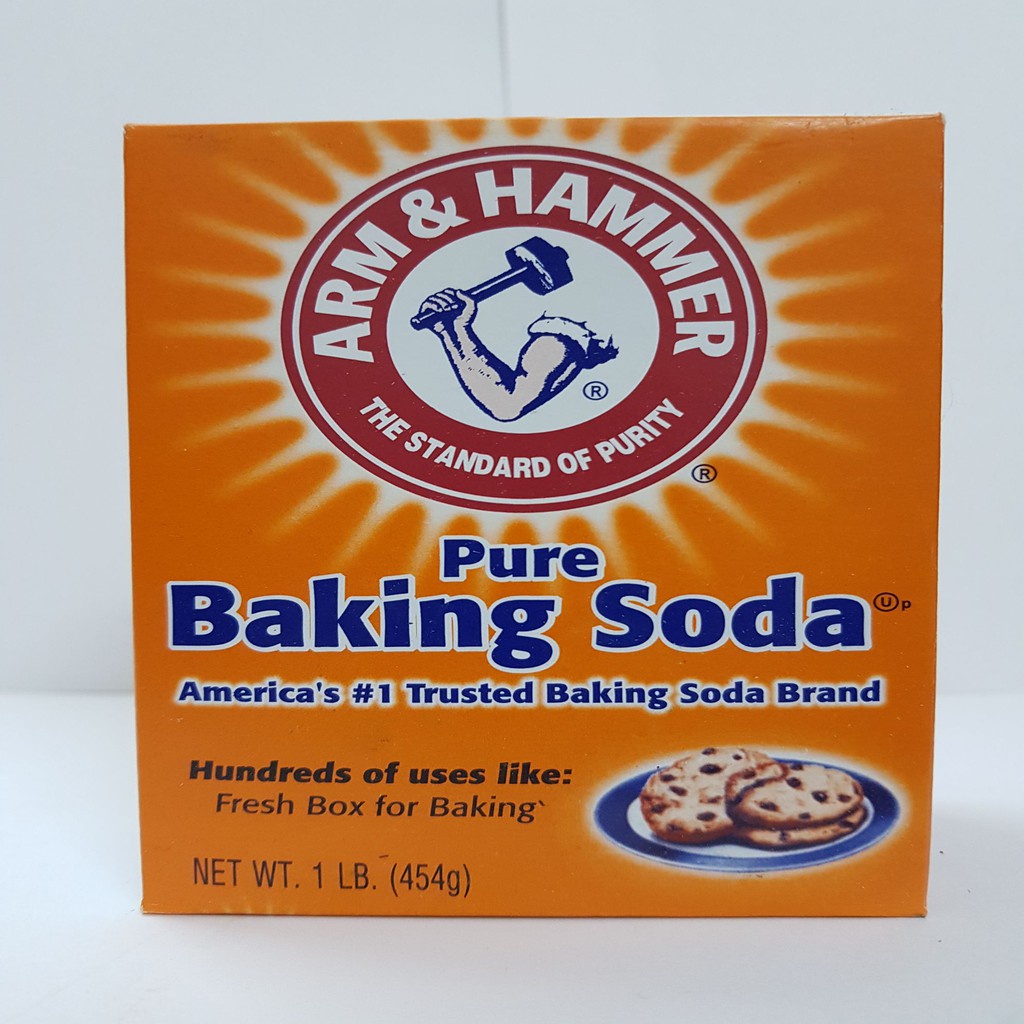 ARM & HAMMER
®
THE STANDARD OF PURITY
®
Pure
Baking Soda Ⓤp
America's #1 Trusted Baking Soda Brand
Hundreds of uses like:
Fresh Box for Baking
NET WT. 1 LB. (454g)